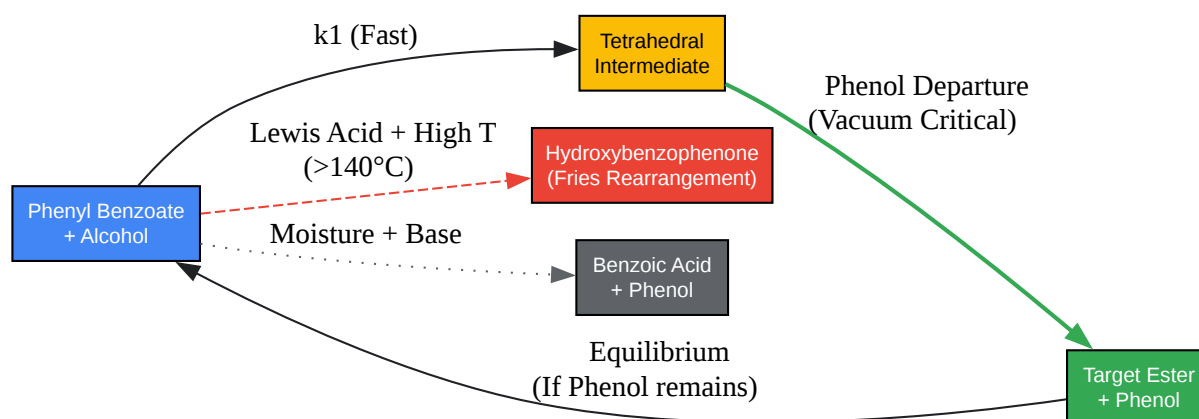 k1 (Fast)
Tetrahedral
Intermediate
Phenol Departure
(Vacuum Critical)
Lewis Acid + High T
(>140°C)
Hydroxybenzophenone
(Fries Rearrangement)
Phenyl Benzoate
+ Alcohol
Moisture + Base
Benzoic Acid
+ Phenol
Equilibrium
(If Phenol remains)
Target Ester
+ Phenol